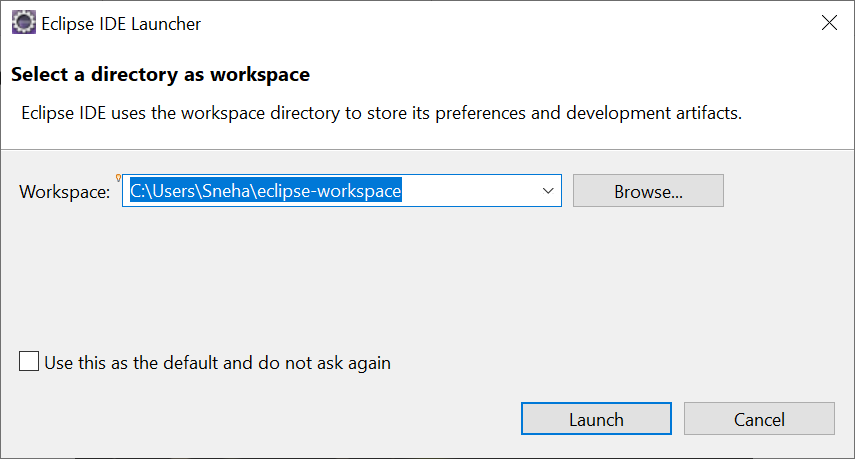 Eclipse IDE Launcher
Select a directory as workspace
Eclipse IDE uses the workspace directory to store its preferences and development artifacts.
Workspace: C:\Users\Sneha\eclipse-workspace Browse...
Use this as the default and do not ask again
Launch Cancel